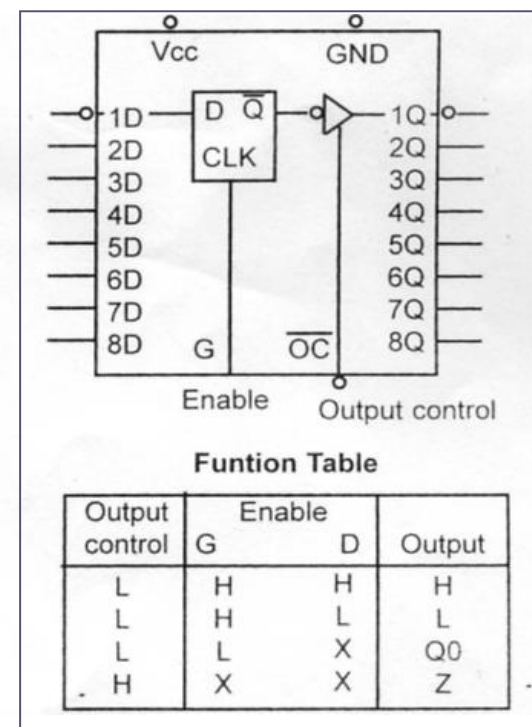 Vcc GND
1D D Q̅ 1Q
2D CLK 2Q
3D 3Q
4D 4Q
5D 5Q
6D 6Q
7D 7Q
8D G O̅C̅ 8Q
Enable Output control
Funtion Table
Output Enable
control G D Output
L H H H
L H L L
L L X Q0
H X X Z